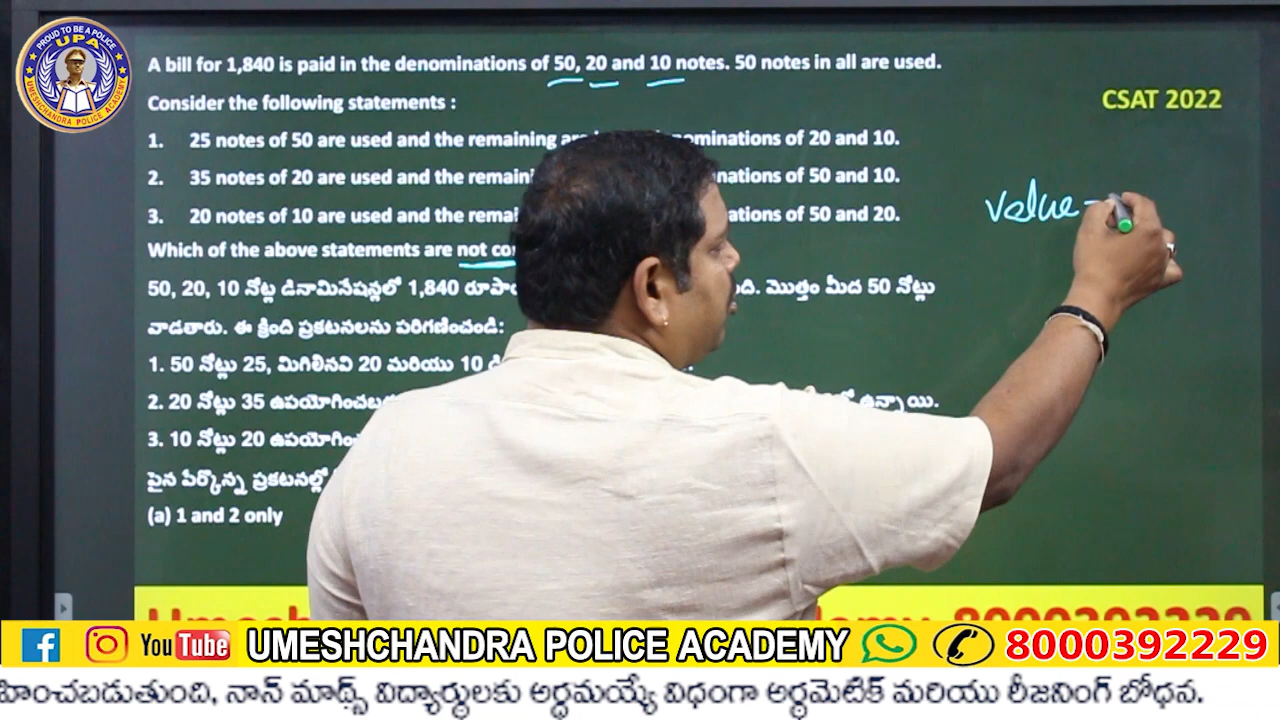 PROUD TO BE A POLICE
UPA
UMESHCHANDRA POLICE ACADEMY
A bill for 1,840 is paid in the denominations of 50, 20 and 10 notes. 50 notes in all are used.
Consider the following statements :
CSAT 2022
1. 25 notes of 50 are used and the remaining are nominations of 20 and 10.
2. 35 notes of 20 are used and the nations of 50 and 10.
3. 20 notes of 10 are used and the ations of 50 and 20.
value -
Which of the above statements are not
50, 20, 10 నోట్ల డినామినేషన్లలో 1,840 మొత్తం మీద 50 నోట్లు
వాడతారు. ఈ క్రింది ప్రకటనలను పరిగణించండి:
1. 50 నోట్లు 25, మిగిలినవి 20 మరియు 10
2. 20 నోట్లు 35 ఉన్నాయి.
3. 10 నోట్లు 20
పైన పేర్కొన్న ప్రకటనల్లో
(a) 1 and 2 only
8000392229
UMESHCHANDRA POLICE ACADEMY
YouTube
8000392229
హించబడుతుంది, నాన్ మాథ్స్ విద్యార్థులకు అర్థమయ్యే విధంగా అర్థమెటిక్ మరియు రీజనింగ్ బోధన.